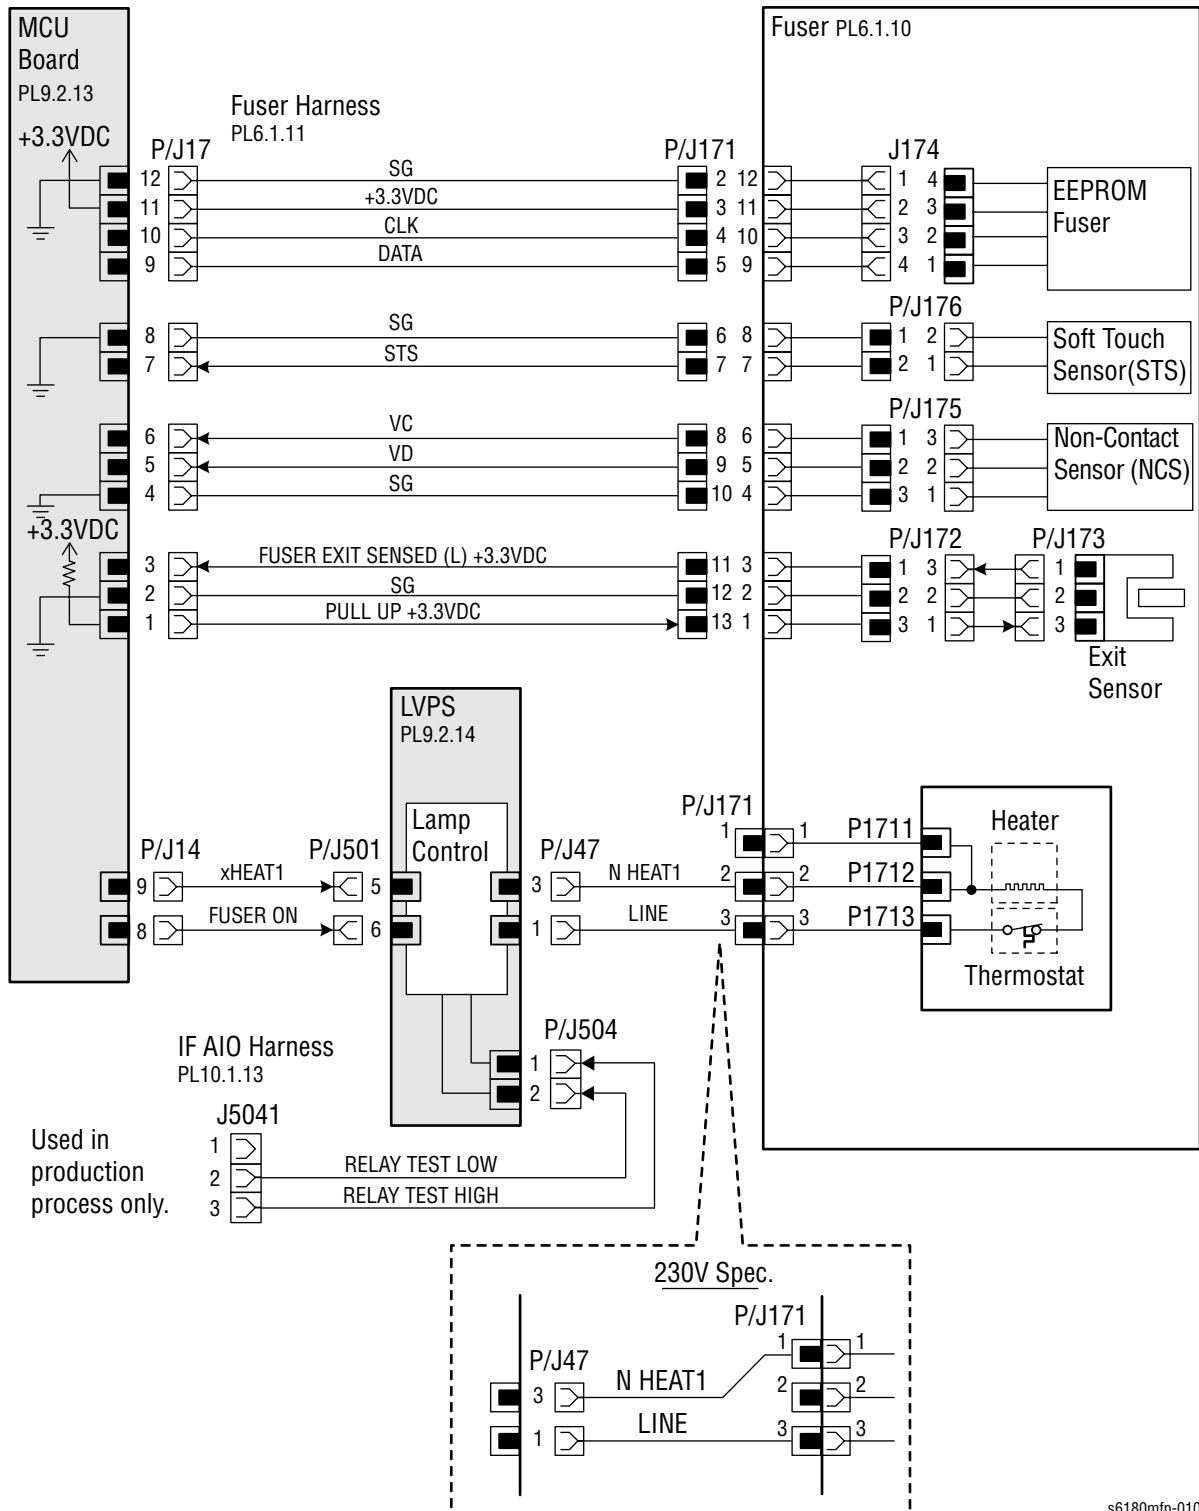 MCU
Board
PL9.2.13
+3.3VDC
Fuser Harness
PL6.1.11
Fuser PL6.1.10
P/J17
P/J171
J174
12 SG 2 12 1 4
11 +3.3VDC 3 11 2 3
10 CLK 4 10 3 2
9 DATA 5 9 4 1
EEPROM
Fuser
P/J176
8 SG 6 8 1 2
7 STS 7 7 2 1
Soft Touch
Sensor(STS)
P/J175
6 VC 8 6 1 3
5 VD 9 5 2 2
4 SG 10 4 3 1
Non-Contact
Sensor (NCS)
+3.3VDC
P/J172
P/J173
3 FUSER EXIT SENSED (L) +3.3VDC 11 3 1 3 1
2 SG 12 2 2 2 2
1 PULL UP +3.3VDC 13 1 3 1 3
Exit
Sensor
LVPS
PL9.2.14
Lamp
Control
P/J14
P/J501
P/J47
P/J171
9 xHEAT1 5
8 FUSER ON 6
3 N HEAT1 2 2
1 LINE 3 3
1 1
P1711
P1712
P1713
Heater
Thermostat
P/J504
1
2
IF AIO Harness
PL10.1.13
J5041
Used in
production
process only.
1
2 RELAY TEST LOW
3 RELAY TEST HIGH
230V Spec.
P/J171
P/J47
1 1
3 N HEAT1 2 2
1 LINE 3 3
s6180mfp-010